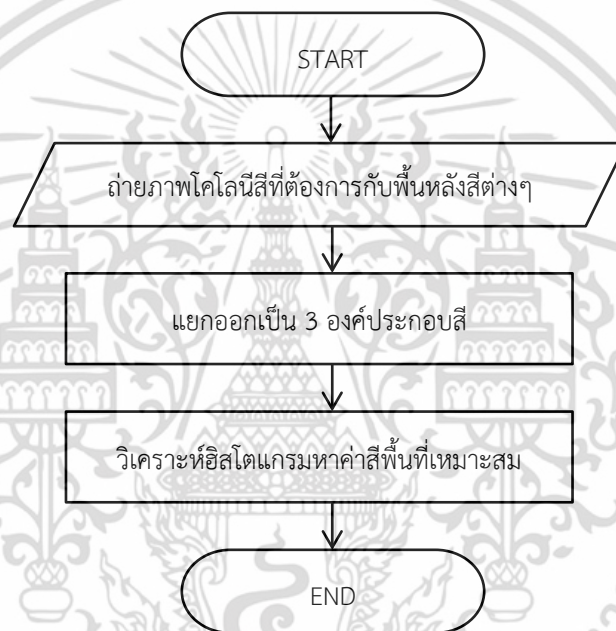 START
ถ่ายภาพโคโลนีสีที่ต้องการกับพื้นหลังสีต่างๆ
แยกออกเป็น 3 องค์ประกอบสี
วิเคราะห์ฮิสโตแกรมหาค่าสีพื้นที่เหมาะสม
END